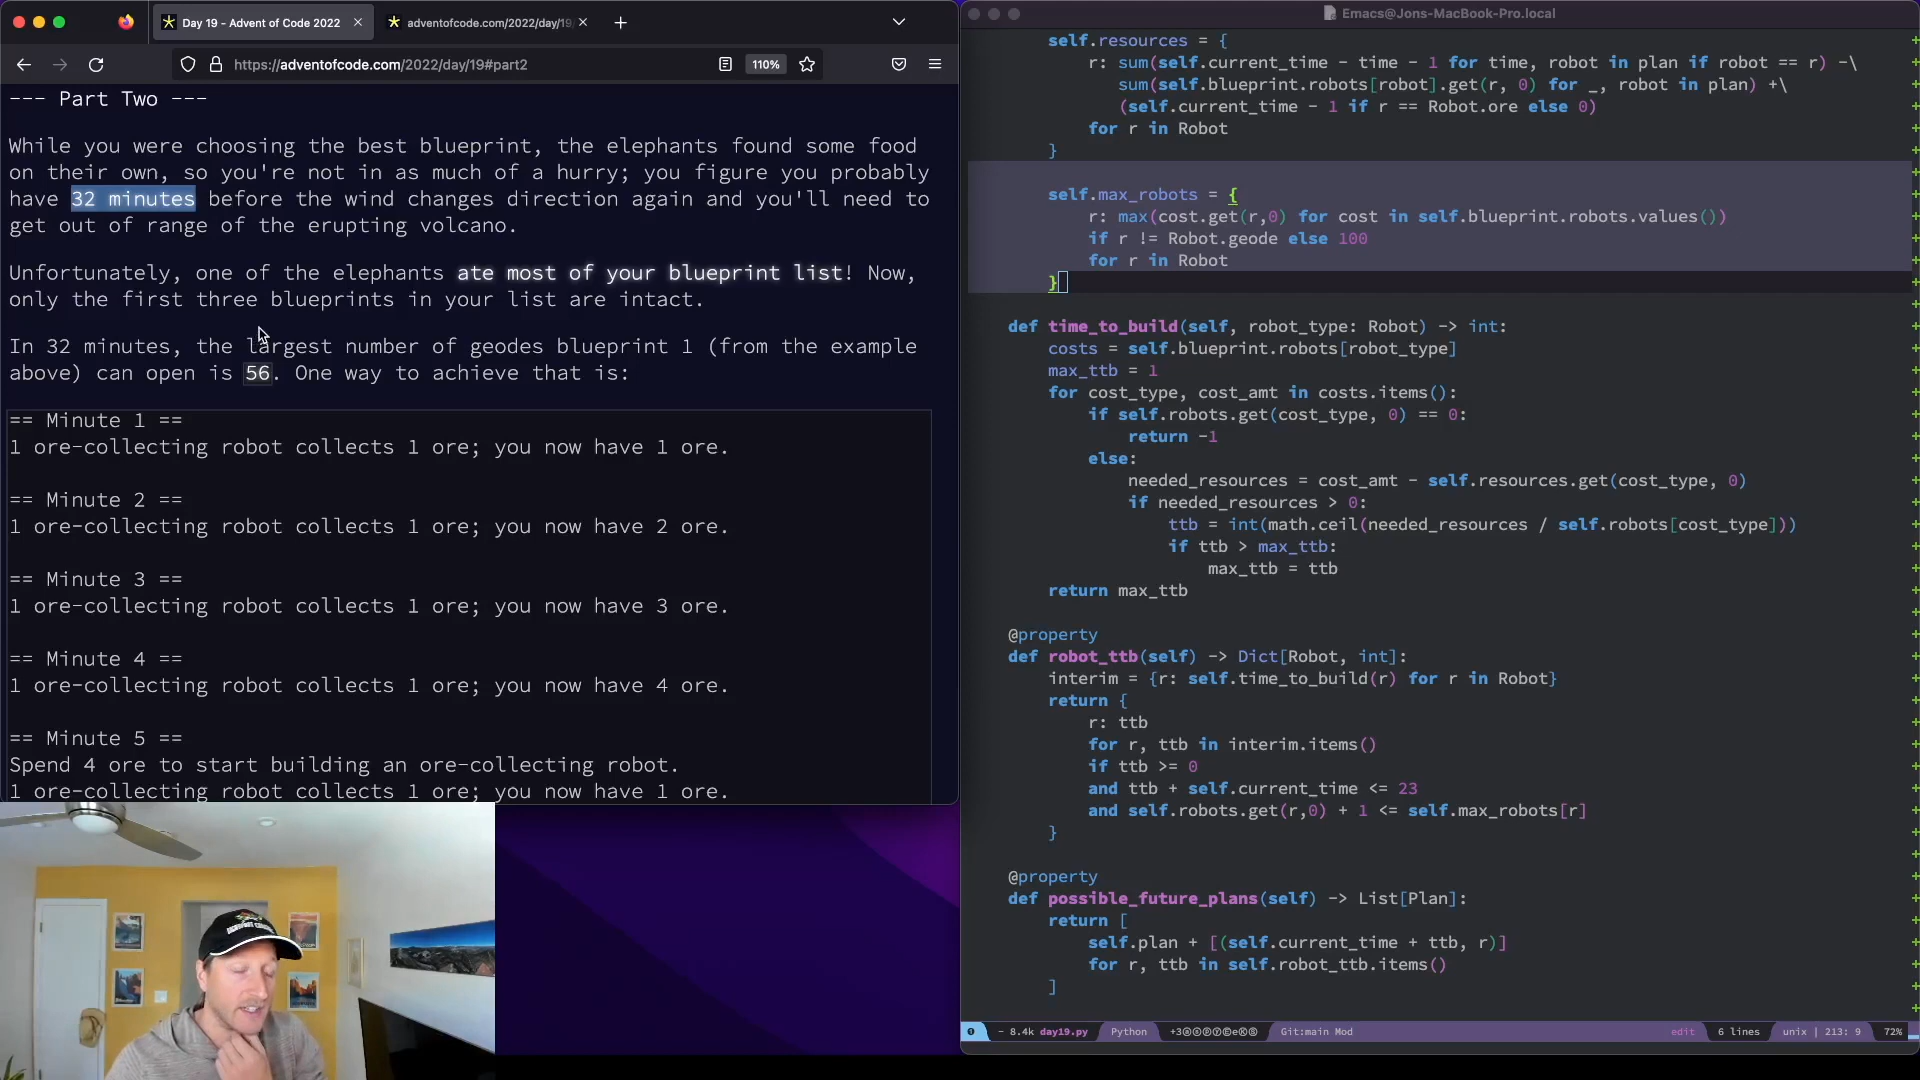 Day 19 - Advent of Code 2022
adventofcode.com/2022/day/19
https://adventofcode.com/2022/day/19#part2
110%
--- Part Two ---
While you were choosing the best blueprint, the elephants found some food
on their own, so you're not in as much of a hurry; you figure you probably
have 32 minutes before the wind changes direction again and you'll need to
get out of range of the erupting volcano.
Unfortunately, one of the elephants ate most of your blueprint list! Now,
only the first three blueprints in your list are intact.
In 32 minutes, the largest number of geodes blueprint 1 (from the example
above) can open is 56. One way to achieve that is:
== Minute 1 ==
1 ore-collecting robot collects 1 ore; you now have 1 ore.
== Minute 2 ==
1 ore-collecting robot collects 1 ore; you now have 2 ore.
== Minute 3 ==
1 ore-collecting robot collects 1 ore; you now have 3 ore.
== Minute 4 ==
1 ore-collecting robot collects 1 ore; you now have 4 ore.
== Minute 5 ==
Spend 4 ore to start building an ore-collecting robot.
1 ore-collecting robot collects 1 ore; you now have 1 ore.
Emacs@Jons-MacBook-Pro.local
self.resources = {
r: sum(self.current_time - time - 1 for time, robot in plan if robot == r) -\
sum(self.blueprint.robots[robot].get(r, 0) for _, robot in plan) +\
(self.current_time - 1 if r == Robot.ore else 0)
for r in Robot
}
self.max_robots = {
r: max(cost.get(r,0) for cost in self.blueprint.robots.values())
if r != Robot.geode else 100
for r in Robot
}
def time_to_build(self, robot_type: Robot) -> int:
costs = self.blueprint.robots[robot_type]
max_ttb = 1
for cost_type, cost_amt in costs.items():
if self.robots.get(cost_type, 0) == 0:
return -1
else:
needed_resources = cost_amt - self.resources.get(cost_type, 0)
if needed_resources > 0:
ttb = int(math.ceil(needed_resources / self.robots[cost_type]))
if ttb > max_ttb:
max_ttb = ttb
return max_ttb
@property
def robot_ttb(self) -> Dict[Robot, int]:
interim = {r: self.time_to_build(r) for r in Robot}
return {
r: ttb
for r, ttb in interim.items()
if ttb >= 0
and ttb + self.current_time <= 23
and self.robots.get(r,0) + 1 <= self.max_robots[r]
}
@property
def possible_future_plans(self) -> List[Plan]:
return [
self.plan + [(self.current_time + ttb, r)]
for r, ttb in self.robot_ttb.items()
]
- 8.4k day19.py Python Git:main Mod edit 6 lines unix | 213: 9 72%